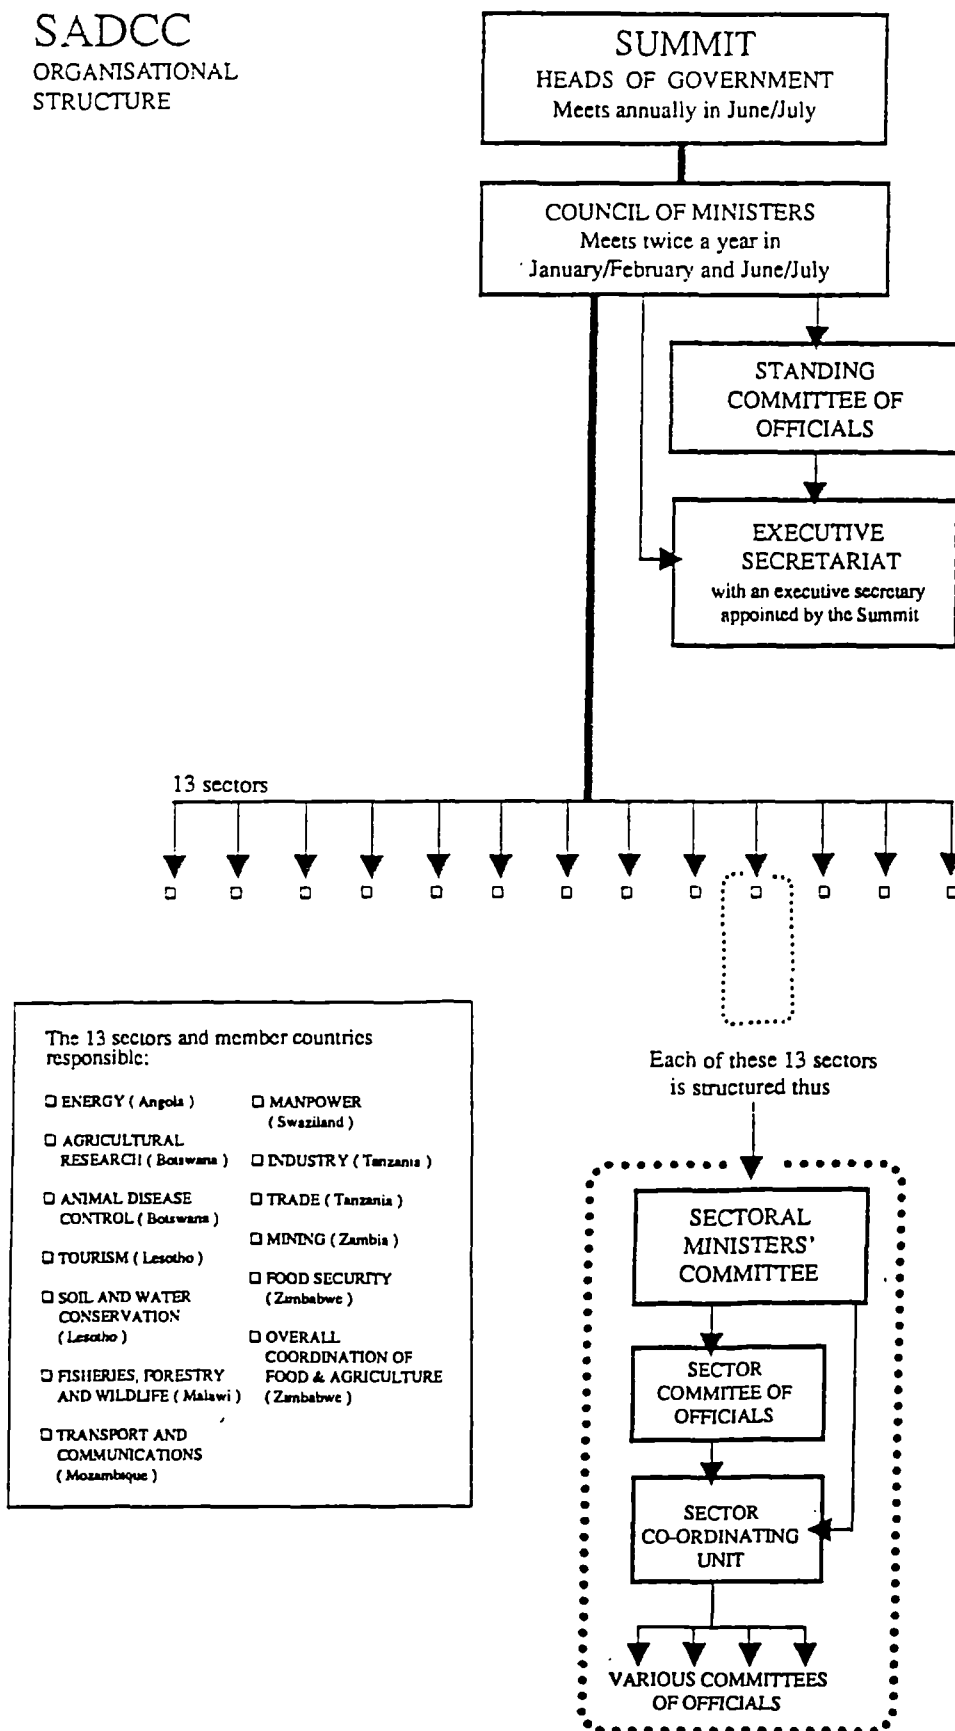 SADCC
ORGANISATIONAL
STRUCTURE
SUMMIT
HEADS OF GOVERNMENT
Meets annually in June/July
COUNCIL OF MINISTERS
Meets twice a year in
January/February and June/July
STANDING
COMMITTEE OF
OFFICIALS
EXECUTIVE
SECRETARIAT
with an executive secretary
appointed by the Summit
13 sectors
The 13 sectors and member countries
responsible:
ENERGY ( Angola )
AGRICULTURAL
RESEARCH ( Botswana )
ANIMAL DISEASE
CONTROL ( Botswana )
TOURISM ( Lesotho )
SOIL AND WATER
CONSERVATION
( Lesotho )
FISHERIES, FORESTRY
AND WILDLIFE ( Malawi )
TRANSPORT AND
COMMUNICATIONS
( Mozambique )
MANPOWER
( Swaziland )
INDUSTRY ( Tanzania )
TRADE ( Tanzania )
MINING ( Zambia )
FOOD SECURITY
( Zimbabwe )
OVERALL
COORDINATION OF
FOOD & AGRICULTURE
( Zimbabwe )
Each of these 13 sectors
is structured thus
SECTORAL
MINISTERS'
COMMITTEE
SECTOR
COMMITEE OF
OFFICIALS
SECTOR
CO-ORDINATING
UNIT
VARIOUS COMMITTEES
OF OFFICIALS